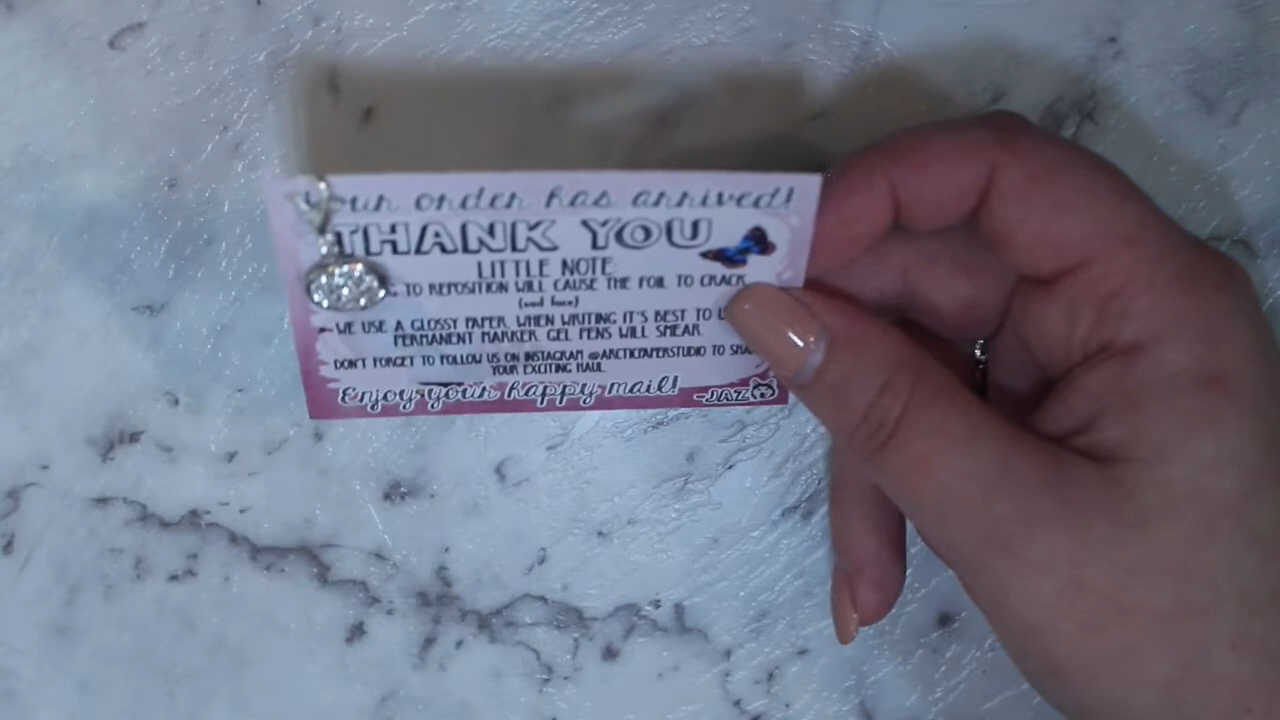 Your order has arrived!
THANK YOU
LITTLE NOTE
TO REPOSITION WILL CAUSE THE FOIL TO CRACK
(and lace)
WE USE A GLOSSY PAPER. WHEN WRITING IT'S BEST TO
PERMANENT MARKER. GEL PENS WILL SMEAR
DON'T FORGET TO FOLLOW US ON INSTAGRAM @ARCTICPAPERSTUDIO TO
YOUR EXCITING HAUL.
Enjoy your happy mail! -JAZ